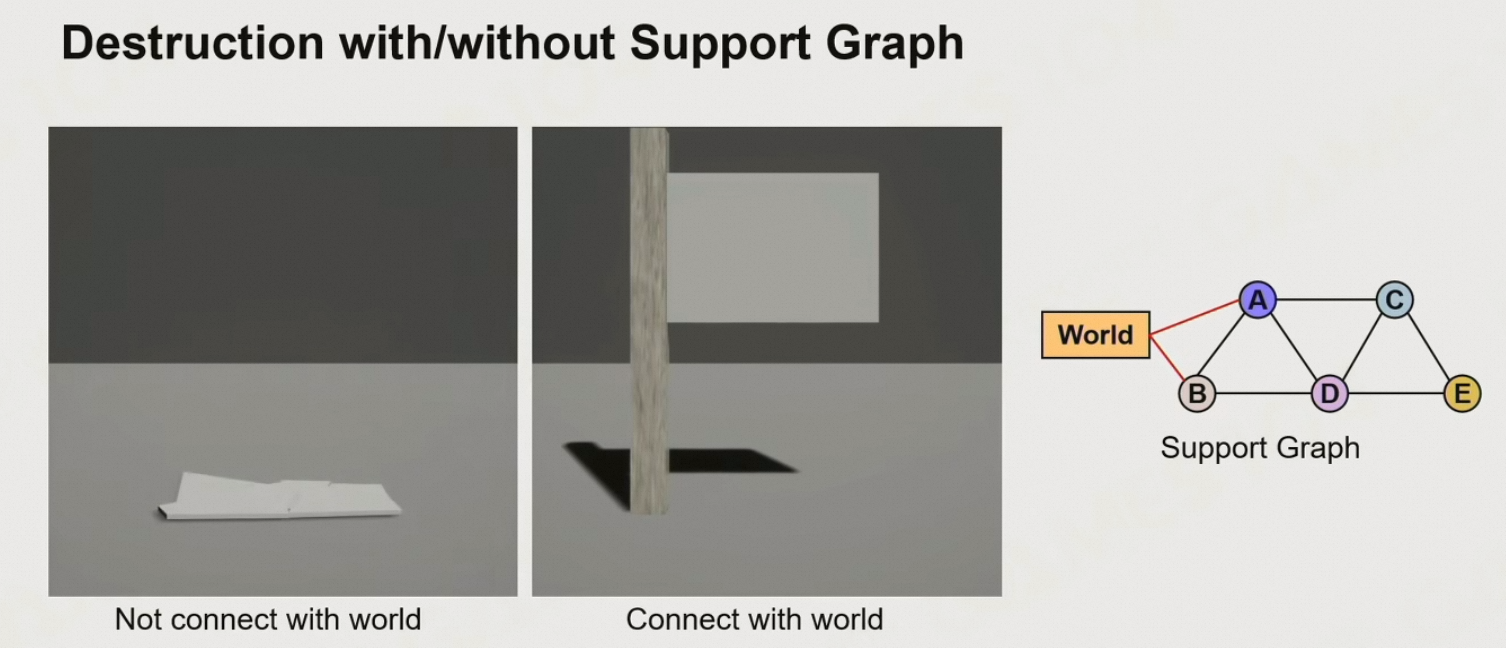 Destruction with/without Support Graph
Not connect with world
Connect with world
World
A
C
B
D
E
Support Graph